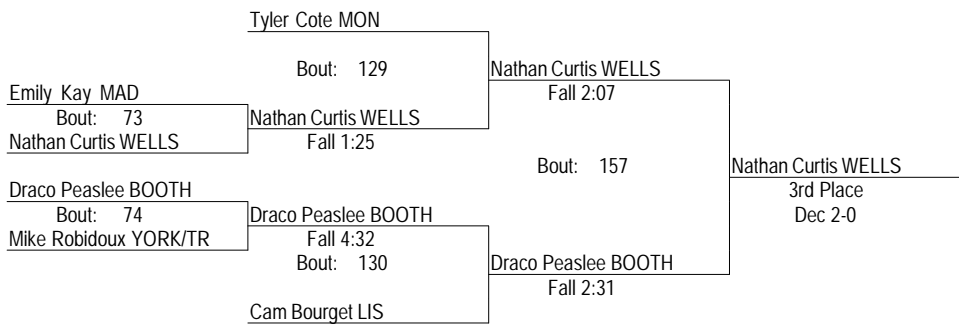 Tyler Cote MON
Bout: 129
Nathan Curtis WELLS
Fall 2:07
Emily Kay MAD
Bout: 73
Nathan Curtis WELLS
Nathan Curtis WELLS
Fall 1:25
Bout: 157
Nathan Curtis WELLS
3rd Place
Dec 2-0
Draco Peaslee BOOTH
Bout: 74
Mike Robidoux YORK/TR
Draco Peaslee BOOTH
Fall 4:32
Bout: 130
Draco Peaslee BOOTH
Fall 2:31
Cam Bourget LIS